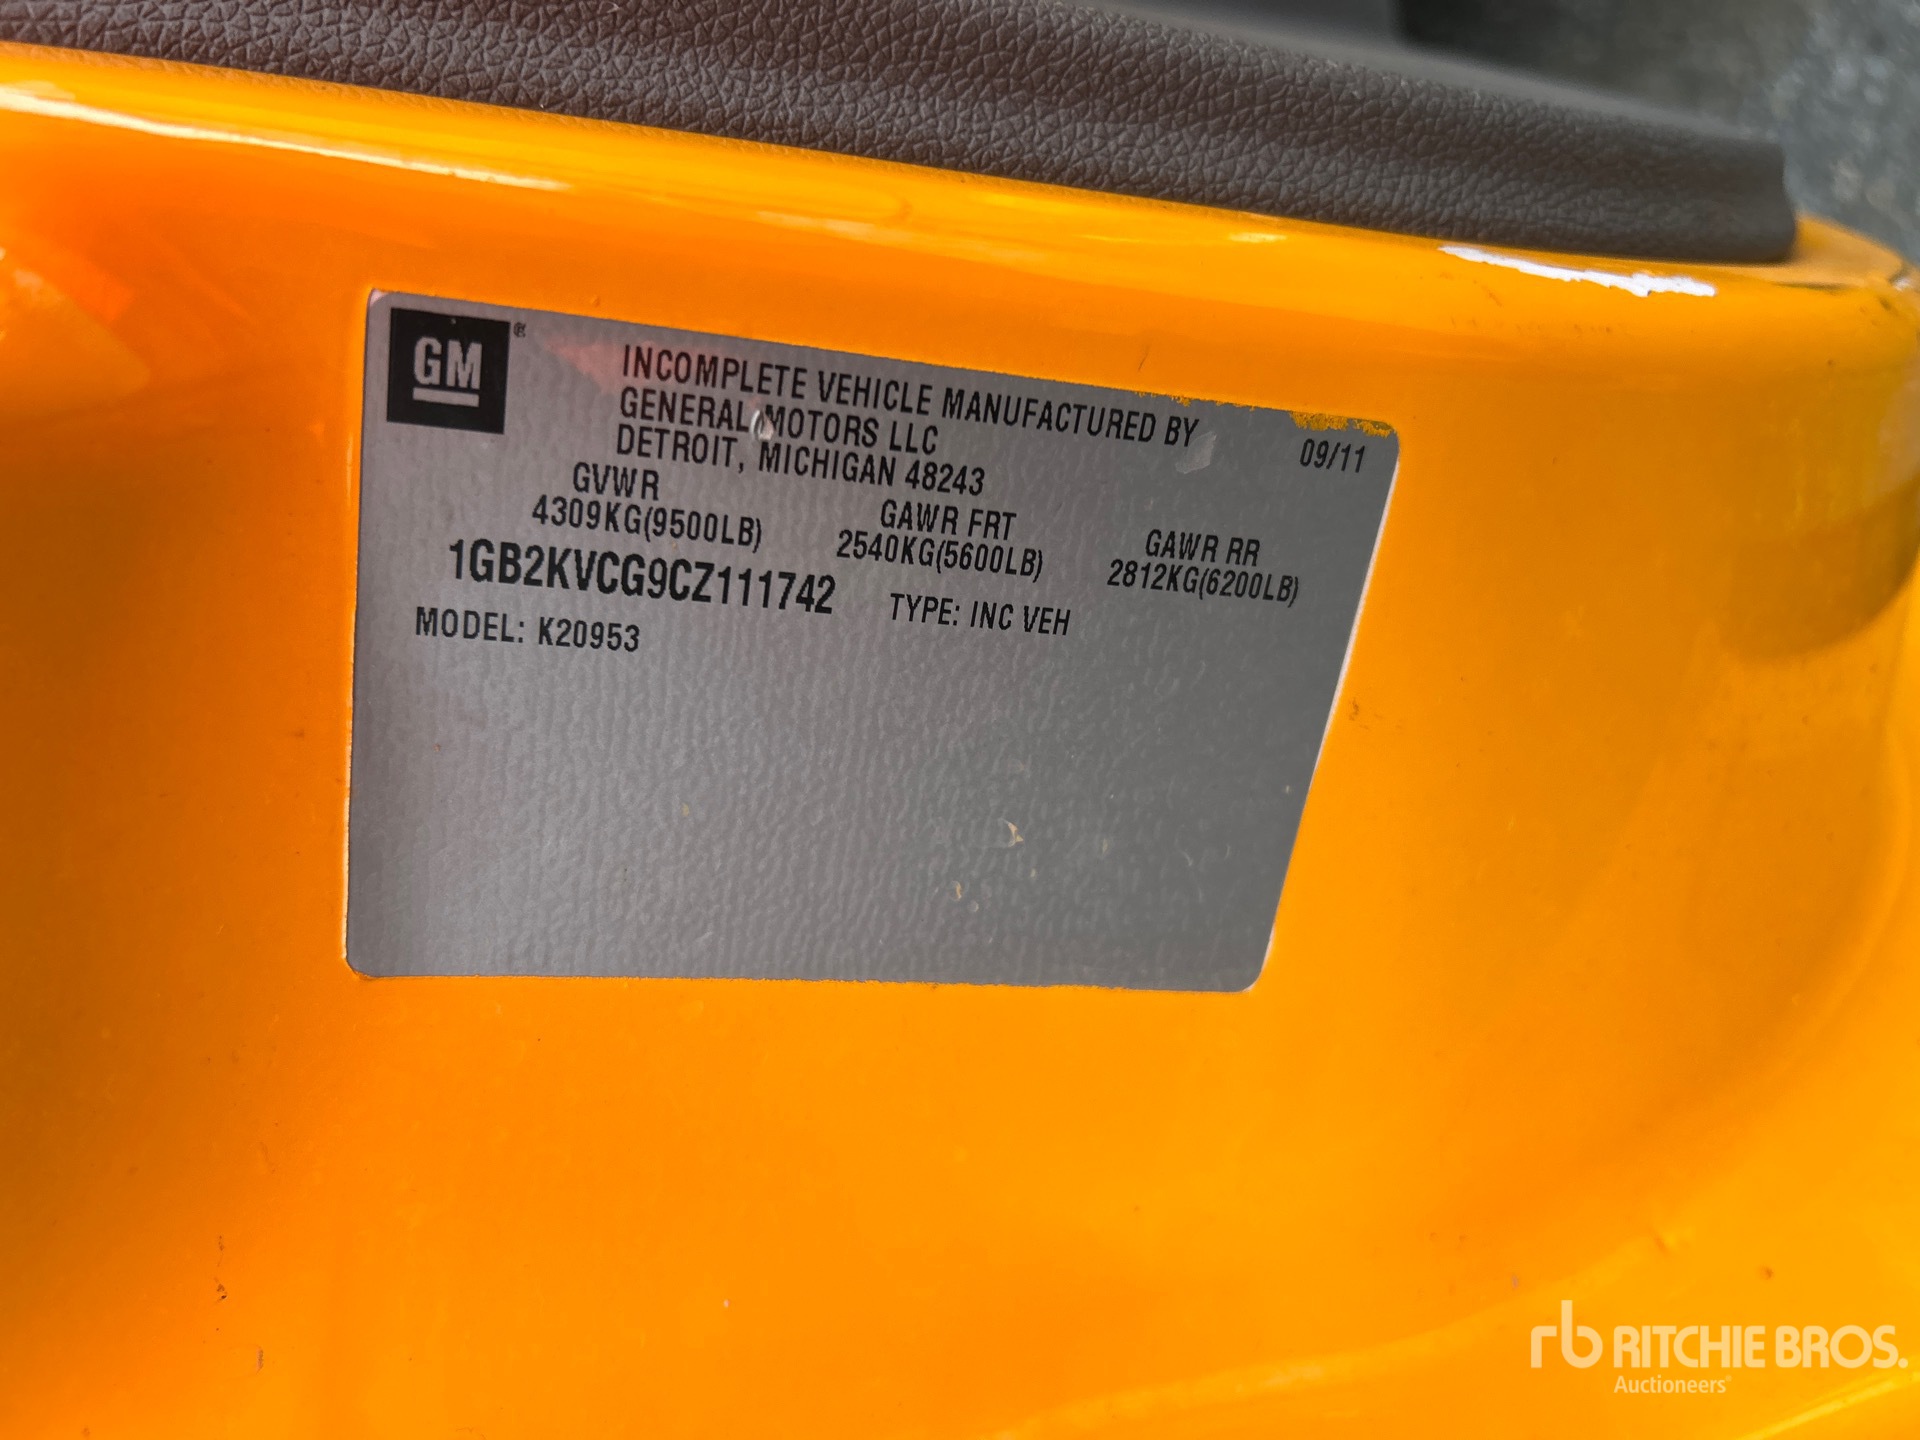 GM ®
INCOMPLETE VEHICLE MANUFACTURED BY
GENERAL MOTORS LLC
DETROIT, MICHIGAN 48243
09/11
GVWR
4309KG(9500LB)
GAWR FRT
2540KG(5600LB)
GAWR RR
2812KG(6200LB)
1GB2KVCG9CZ111742
TYPE: INC VEH
MODEL: K20953
rb RITCHIE BROS.
Auctioneers®